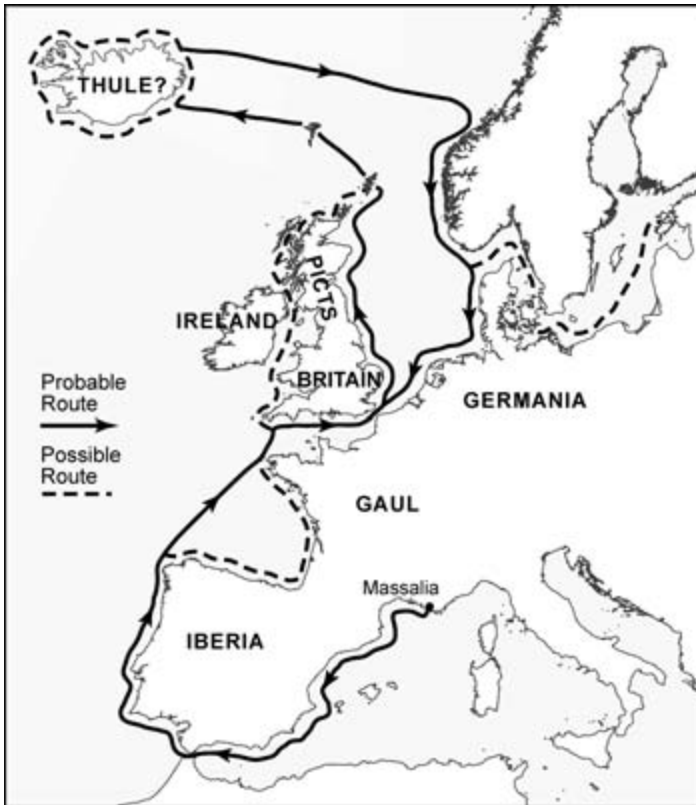 THULE?
PICTS
IRELAND
BRITAIN
Probable
Route
GERMANIA
Possible
Route
GAUL
Massalia
IBERIA